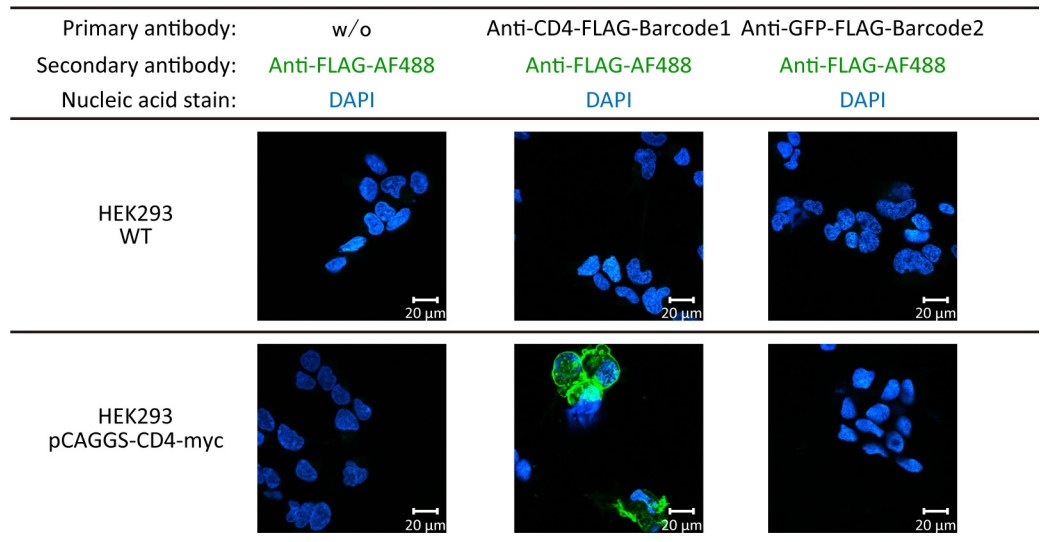 Primary antibody: w/o Anti-CD4-FLAG-Barcode1 Anti-GFP-FLAG-Barcode2
Secondary antibody: Anti-FLAG-AF488 Anti-FLAG-AF488 Anti-FLAG-AF488
Nucleic acid stain: DAPI DAPI DAPI
HEK293
WT
20 μm 20 μm 20 μm
HEK293
pCAGGS-CD4-myc
20 μm 20 μm 20 μm